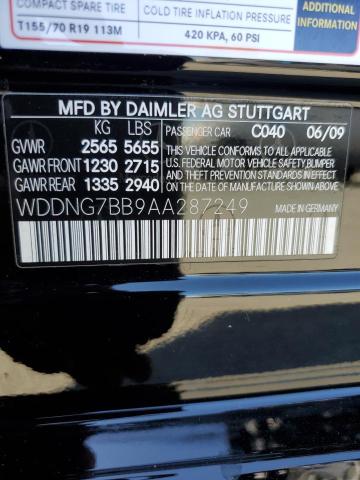 COMPACT SPARE TIRE COLD TIRE INFLATION PRESSURE ADDITIONAL
T155/70 R19 113M 420 KPA, 60 PSI INFORMATION
MFD BY DAIMLER AG STUTTGART
KG LBS PASSENGER CAR C040 06/09
GVWR 2565 5655 THIS VEHICLE CONFORMS TO ALL APPLICABLE
GAWR FRONT 1230 2715 U.S. FEDERAL MOTOR VEHICLE SAFETY, BUMPER
GAWR REAR 1335 2940 AND THEFT PREVENTION STANDARDS IN EFFECT
ON THE DATE OF MANUFACTURE SHOWN ABOVE
WDDNG7BB9AA287249
MADE IN GERMANY